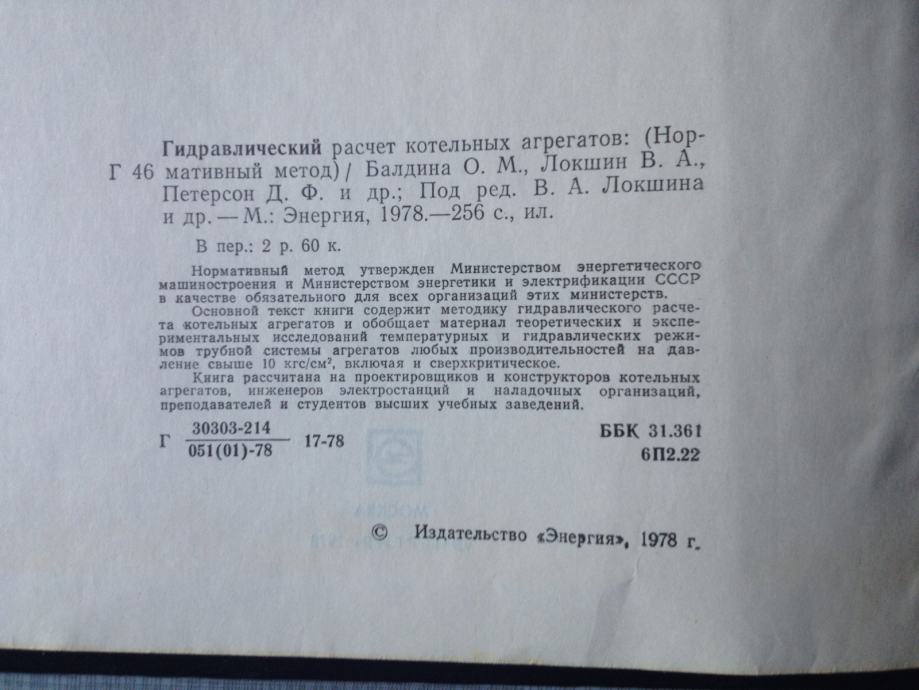 Гидравлический расчет котельных агрегатов: (Нор-
Г 46 мативный метод) / Балдина О. М., Локшин В. А.,
Петерсон Д. Ф. и др.; Под ред. В. А. Локшина
и др. — М.: Энергия, 1978.—256 с., ил.
В пер.: 2 р. 60 к.
Нормативный метод утвержден Министерством энергетического
машиностроения и Министерством энергетики и электрификации СССР
в качестве обязательного для всех организаций этих министерств.
Основной текст книги содержит методику гидравлического расче-
та котельных агрегатов и обобщает материал теоретических и экспе-
риментальных исследований температурных и гидравлических режи-
мов трубной системы агрегатов любых производительностей на дав-
ление свыше 10 кгс/см², включая и сверхкритическое.
Книга рассчитана на проектировщиков и конструкторов котельных
агрегатов, инженеров электростанций и наладочных организаций,
преподавателей и студентов высших учебных заведений.
Г 30303-214 / 051(01)-78 17-78 ББК 31.361
6П2.22
МОСКВА
© Издательство «Энергия», 1978 г.